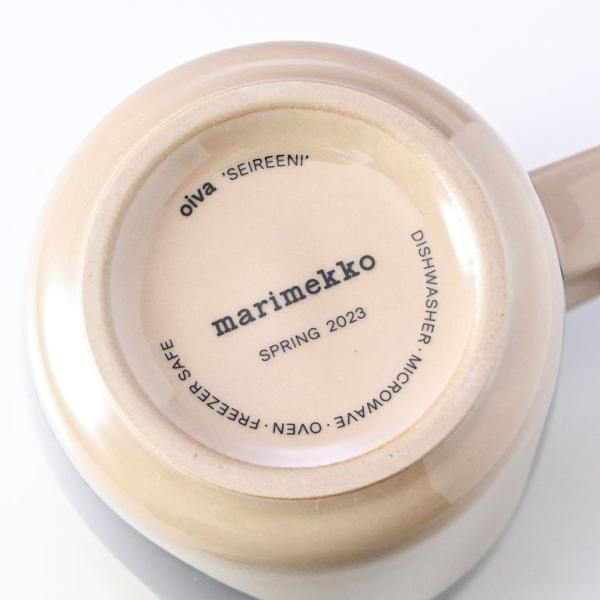 oiva 'SEIREENI'
marimekko
SPRING 2023
DISHWASHER · MICROWAVE · OVEN · FREEZER SAFE